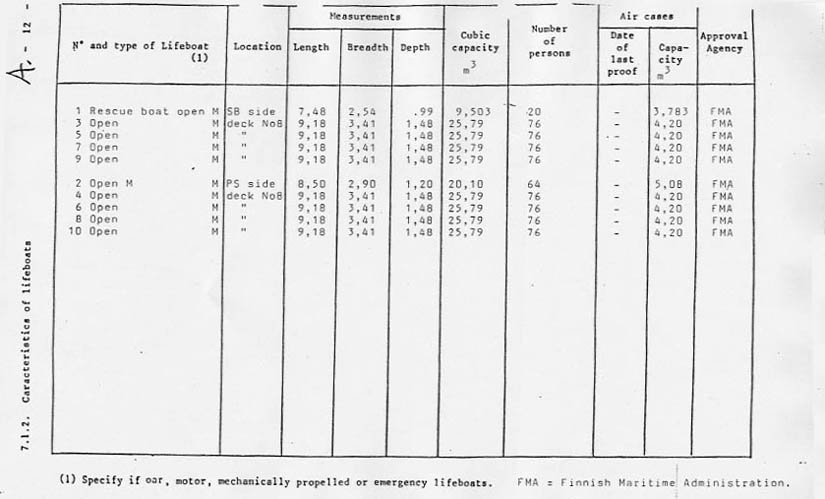 A. - 12 -
7.1.2. Caracteristics of lifeboats
Measurements Air cases
N° and type of Lifeboat (1) Location Length Breadth Depth Cubic capacity m3 Number of persons Date of last proof Capa-city m3 Approval Agency
1 Rescue boat open M SB side 7,48 2,54 .99 9,503 20 - 3,783 FMA
3 Open M deck No8 9,18 3,41 1,48 25,79 76 - 4,20 FMA
5 Open M " 9,18 3,41 1,48 25,79 76 - 4,20 FMA
7 Open M " 9,18 3,41 1,48 25,79 76 - 4,20 FMA
9 Open M " 9,18 3,41 1,48 25,79 76 - 4,20 FMA
2 Open M M PS side 8,50 2,90 1,20 20,10 64 - 5,08 FMA
4 Open M deck No8 9,18 3,41 1,48 25,79 76 - 4,20 FMA
6 Open M " 9,18 3,41 1,48 25,79 76 - 4,20 FMA
8 Open M " 9,18 3,41 1,48 25,79 76 - 4,20 FMA
10 Open M " 9,18 3,41 1,48 25,79 76 - 4,20 FMA
(1) Specify if oar, motor, mechanically propelled or emergency lifeboats. FMA = Finnish Maritime Administration.